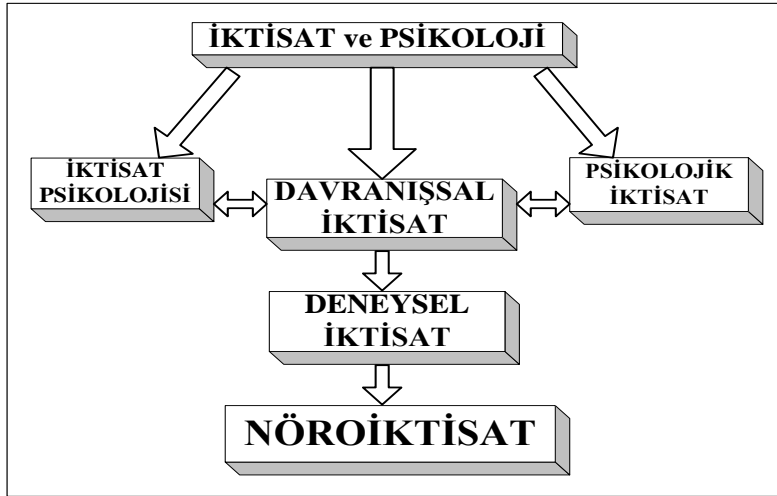 İKTİSAT ve PSİKOLOJİ
İKTİSAT
PSİKOLOJİSİ
DAVRANIŞSAL
İKTİSAT
PSİKOLOJİK
İKTİSAT
DENEYSEL
İKTİSAT
NÖROİKTİSAT